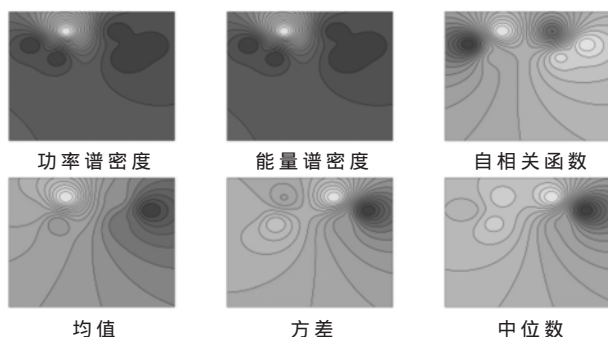 功率谱密度
能量谱密度
自相关函数
均值
方差
中位数